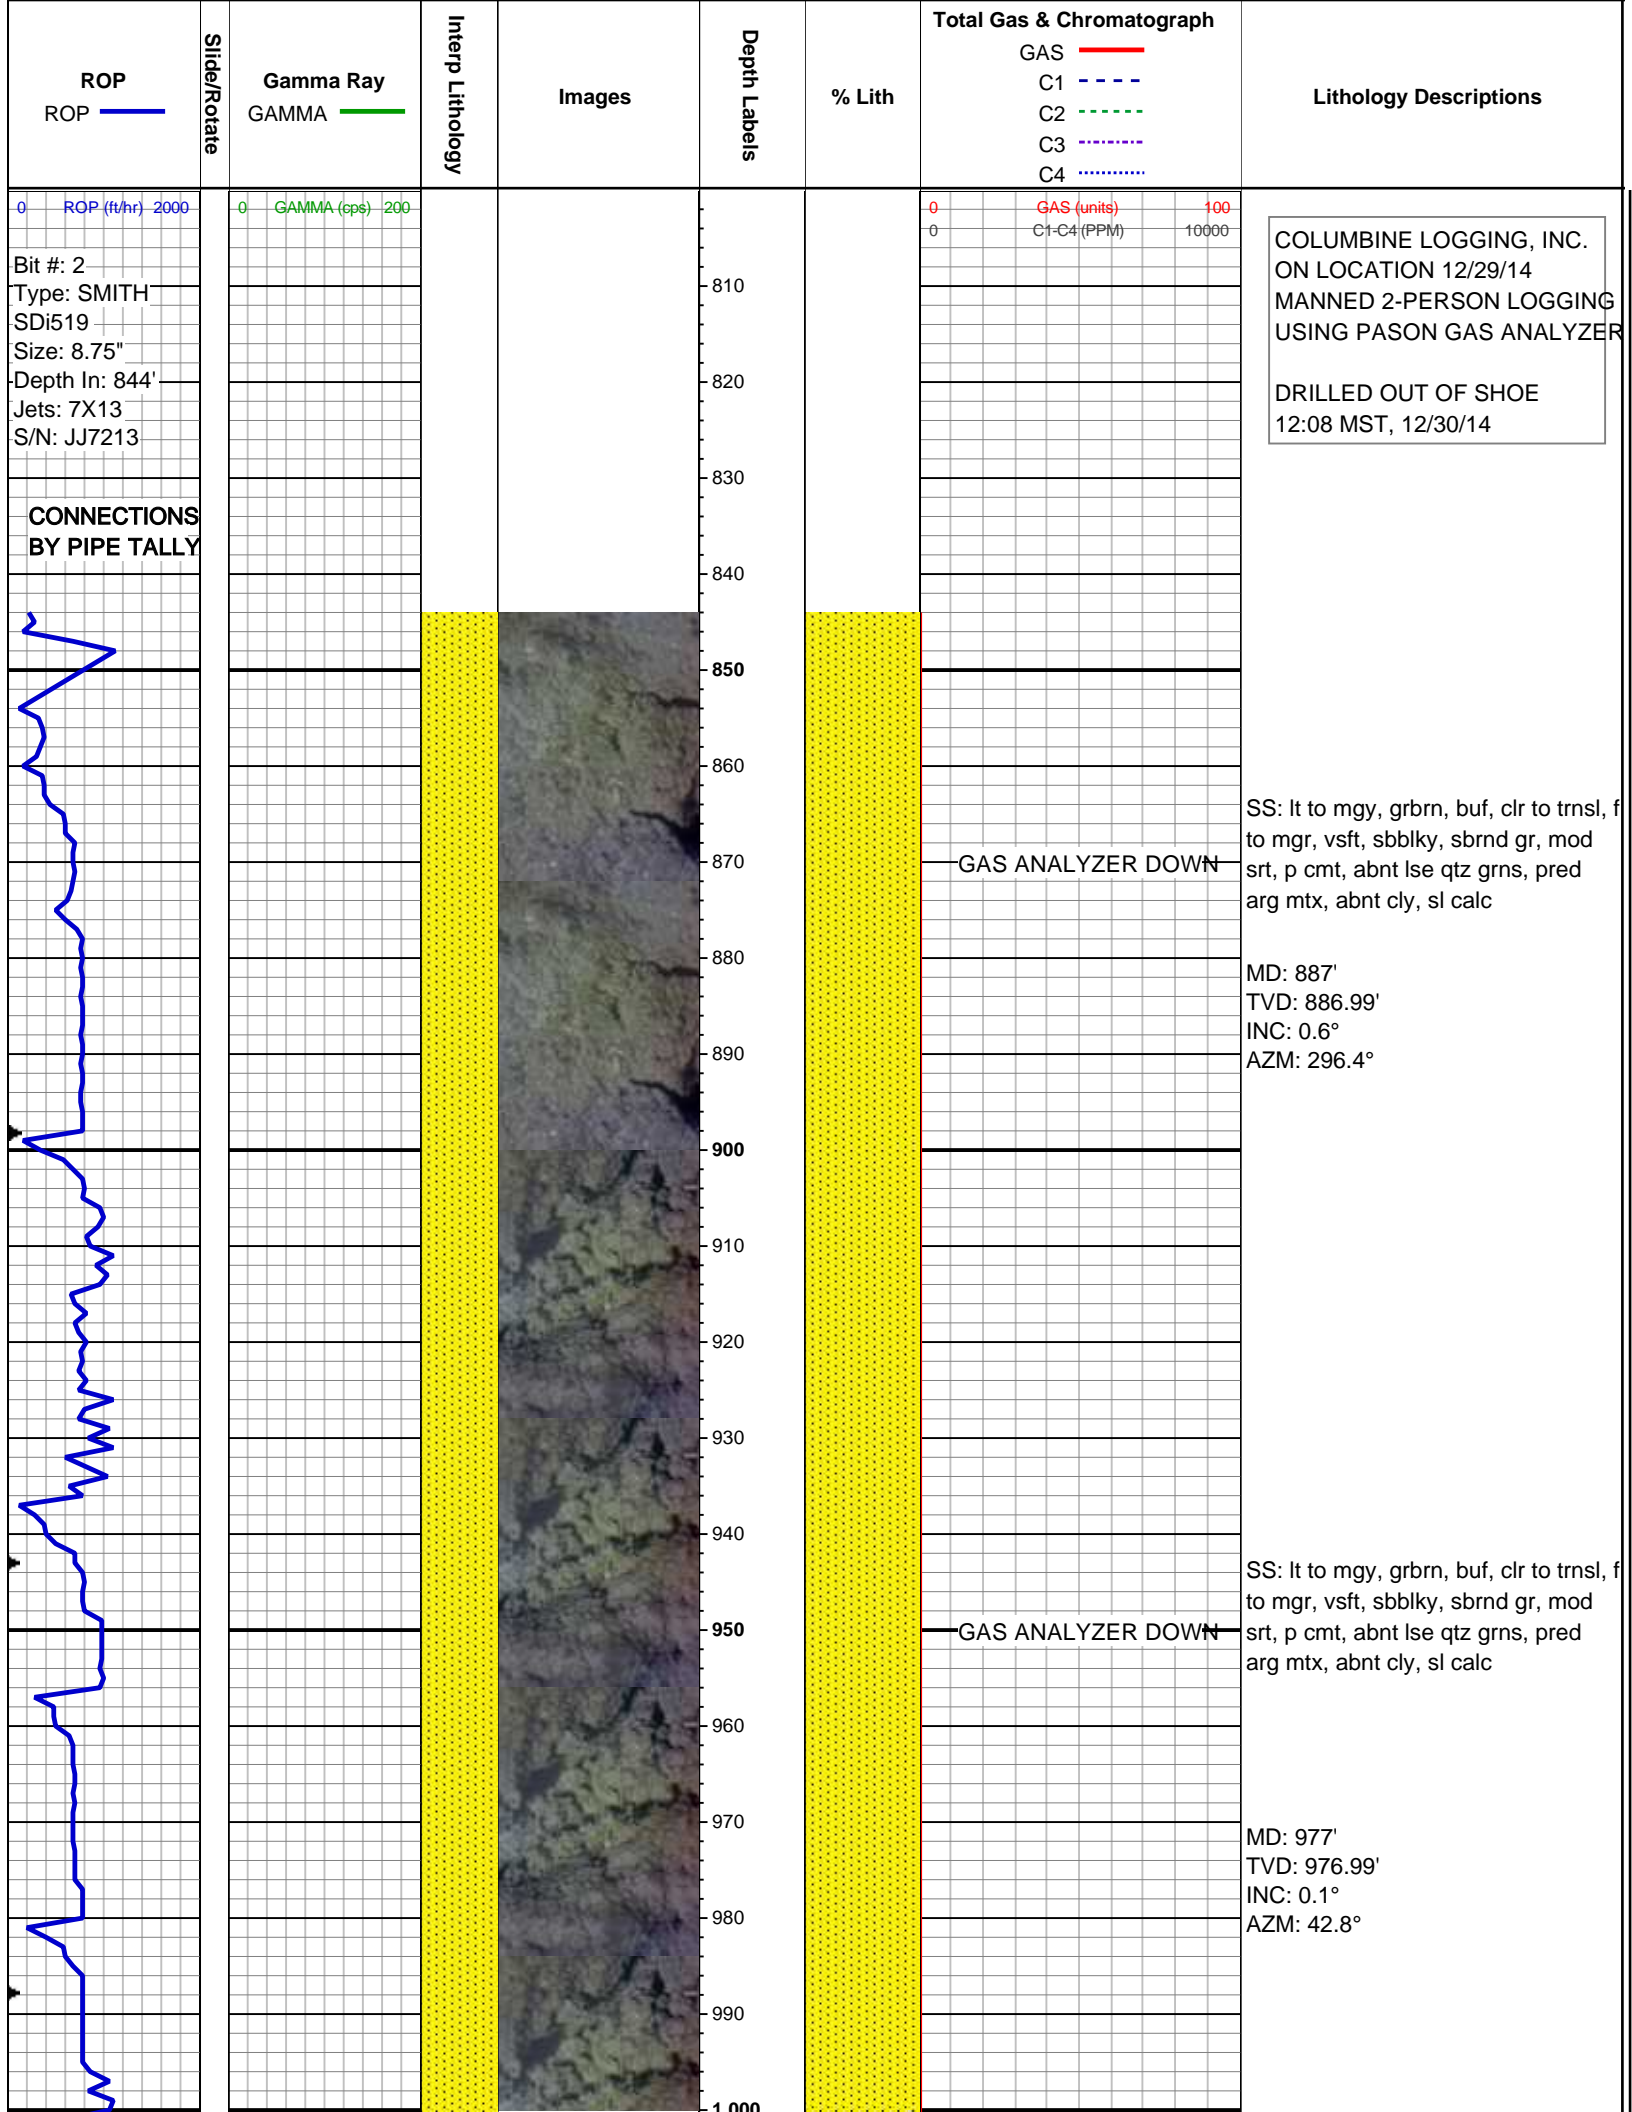 ROP
ROP
Slide/Rotate
Gamma Ray
GAMMA
Interp Lithology
Images
Depth Labels
% Lith
Total Gas & Chromatograph
GAS
C1
C2
C3
C4
Lithology Descriptions
0 ROP (ft/hr) 2000
0 GAMMA (cps) 200
0 GAS (units) 100
0 C1-C4 (PPM) 10000
Bit #: 2
Type: SMITH
SDi519
Size: 8.75"
Depth In: 844'
Jets: 7X13
S/N: JJ7213
CONNECTIONS
BY PIPE TALLY
COLUMBINE LOGGING, INC.
ON LOCATION 12/29/14
MANNED 2-PERSON LOGGING
USING PASON GAS ANALYZER
DRILLED OUT OF SHOE
12:08 MST, 12/30/14
810
820
830
840
850
860
870
880
890
900
910
920
930
940
950
960
970
980
990
1,000
GAS ANALYZER DOWN
SS: lt to mgy, grbrn, buf, clr to trnsl, f
to mgr, vsft, sbblky, sbrnd gr, mod
srt, p cmt, abnt lse qtz grns, pred
arg mtx, abnt cly, sl calc
MD: 887'
TVD: 886.99'
INC: 0.6°
AZM: 296.4°
GAS ANALYZER DOWN
SS: lt to mgy, grbrn, buf, clr to trnsl, f
to mgr, vsft, sbblky, sbrnd gr, mod
srt, p cmt, abnt lse qtz grns, pred
arg mtx, abnt cly, sl calc
MD: 977'
TVD: 976.99'
INC: 0.1°
AZM: 42.8°